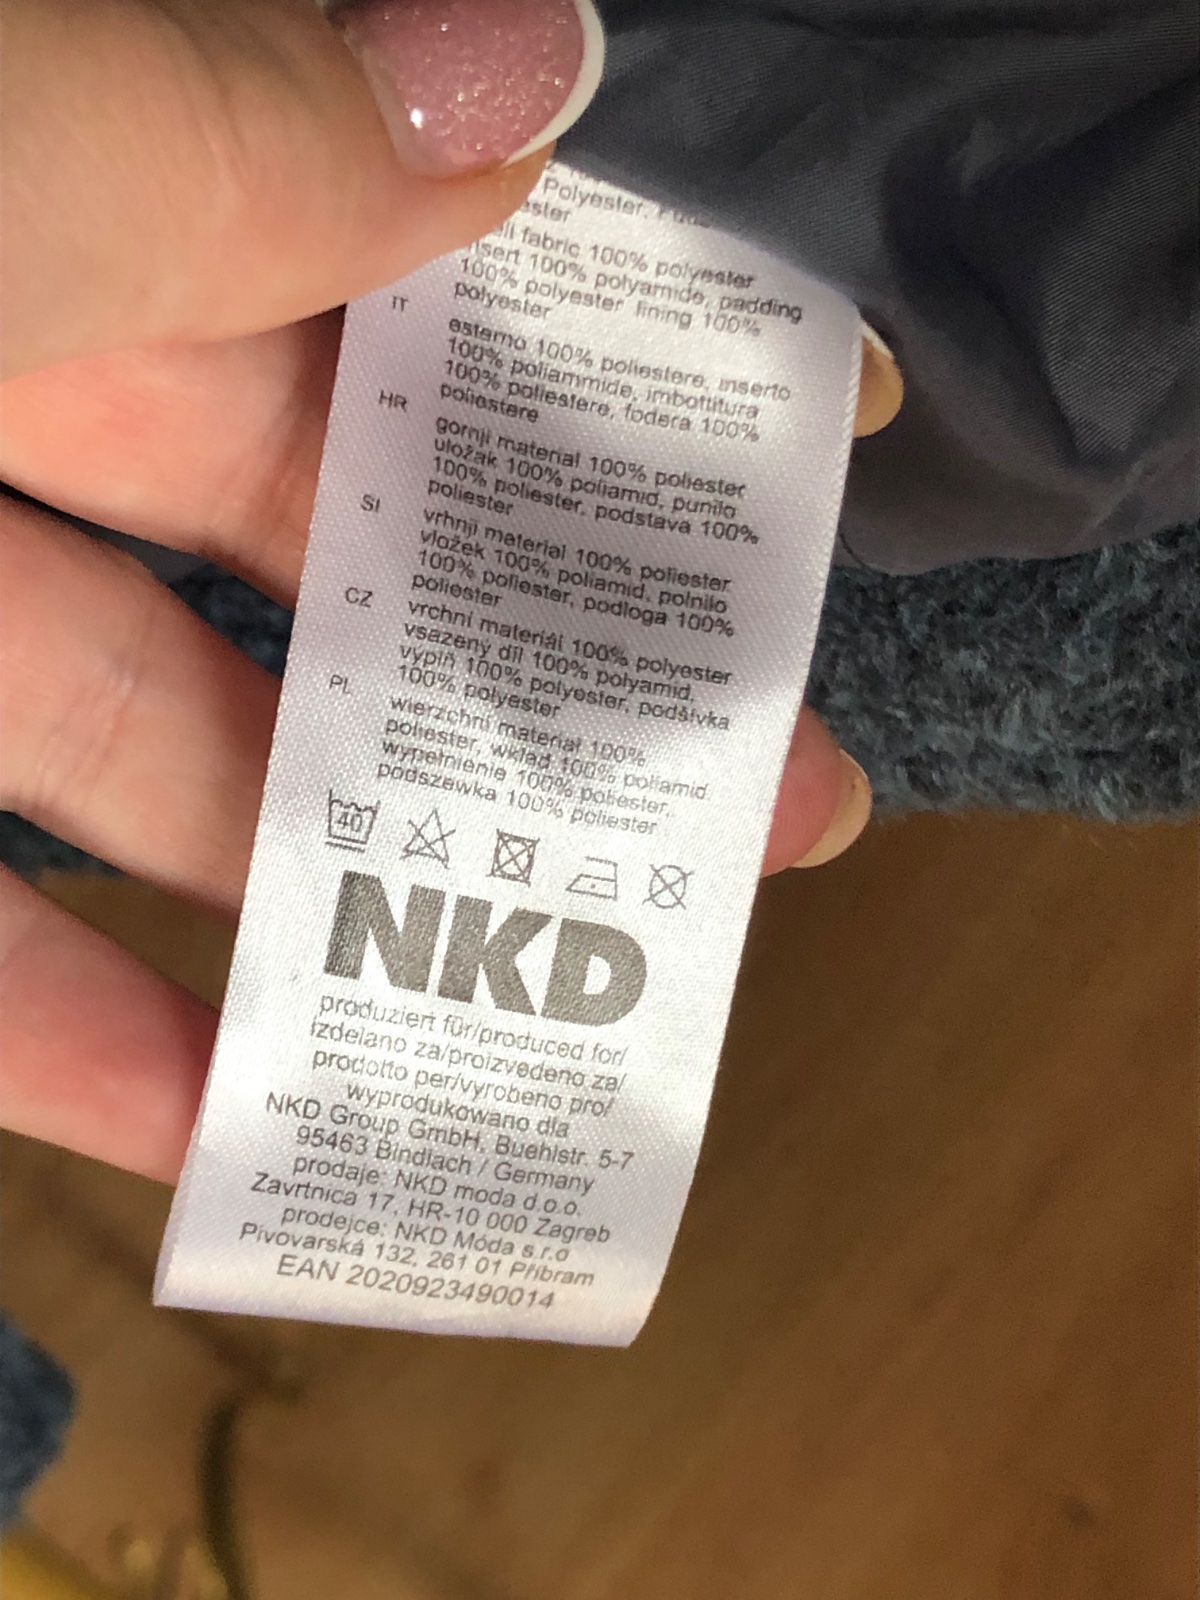 Polyester,
ester
fabric 100% polyester
insert 100% polyamide, padding
100% polyester lining 100%
polyester
IT esterno 100% poliestere, inserto
100% poliammide, imbottitura
100% poliestere, fodera 100%
poliestere
HR gornji material 100% poliester
uložak 100% poliamid, punilo
100% poliester, podstava 100%
poliester
SI vrhnji material 100% poliester
vložek 100% poliamid, polnilo
100% poliester, podloga 100%
poliester
CZ vrchní materiál 100% polyester
vsazený díl 100% polyamid,
výplň 100% polyester, podšívka
100% polyester
PL wierzchni materiał 100%
poliester, wkład 100% poliamid
wypełnienie 100% poliester,
podszewka 100% poliester
40
NKD
produziert für/produced for/
izdelano za/proizvedeno za/
prodotto per/vyrobeno pro/
wyprodukowano dla
NKD Group GmbH, Buehlstr. 5-7
95463 Bindlach / Germany
prodaje: NKD moda d.o.o.
Zavrtnica 17, HR-10 000 Zagreb
prodejce: NKD Móda s.r.o
Pivovarská 132, 261 01 Příbram
EAN 2020923490014